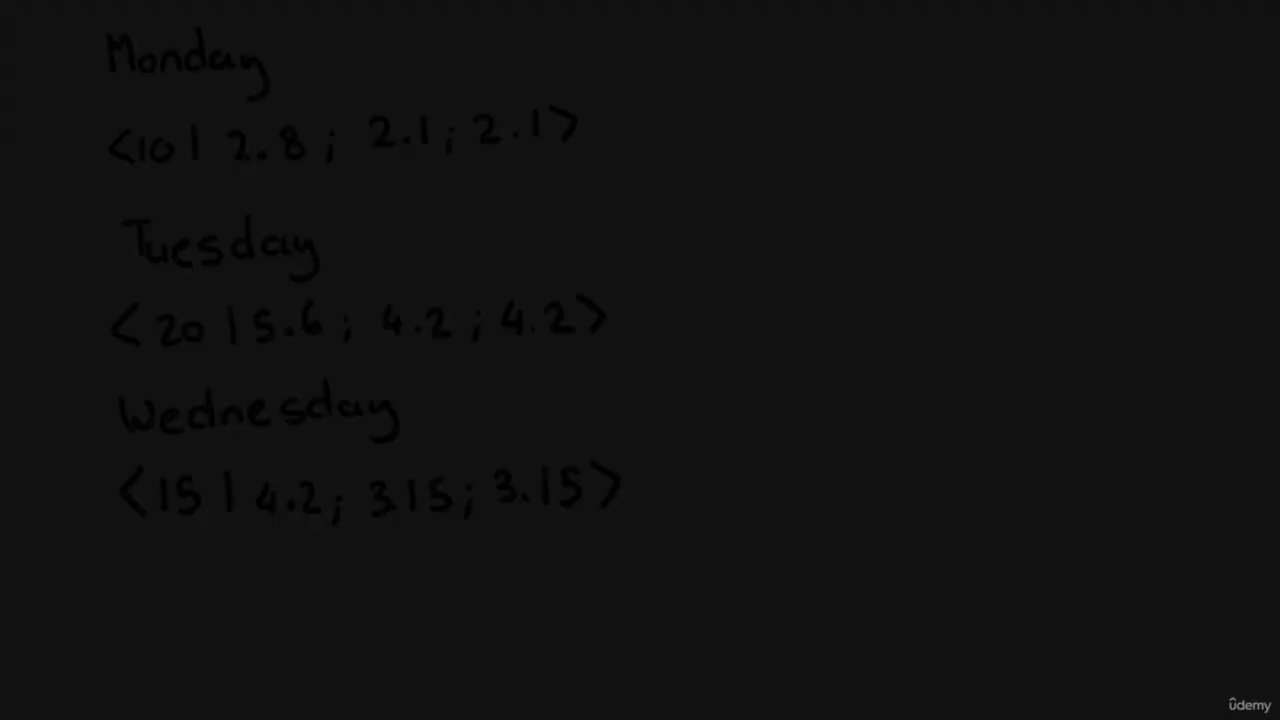 Monday
<10 | 2.8 ; 2.1 ; 2.1>
Tuesday
< 20 | 5.6 ; 4.2 ; 4.2>
Wednesday
<15 | 4.2 ; 3.15 ; 3.15>
ûdemy